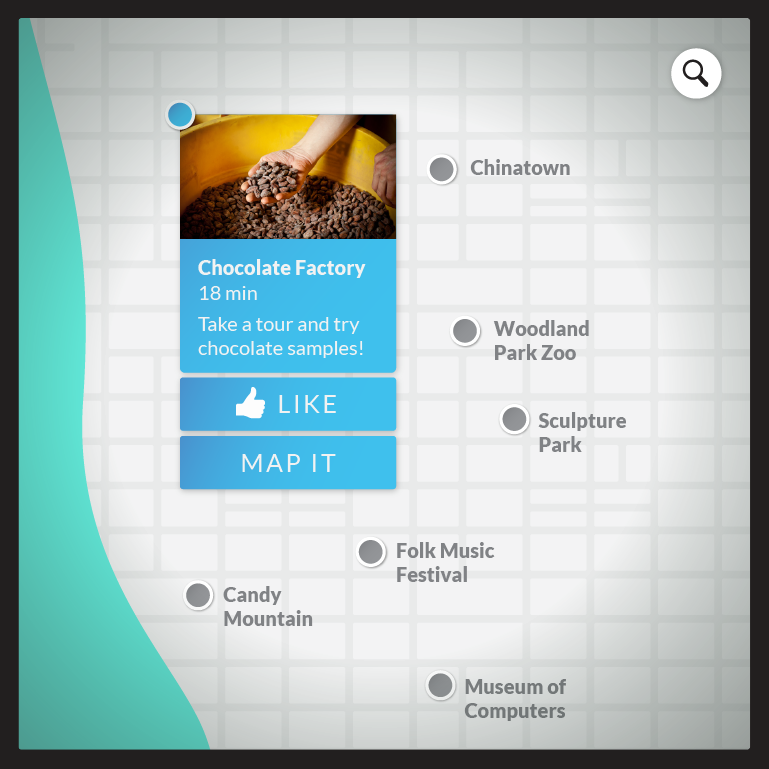 Chinatown
Chocolate Factory
18 min
Take a tour and try
chocolate samples!
LIKE
MAP IT
Woodland
Park Zoo
Sculpture
Park
Folk Music
Festival
Candy
Mountain
Museum of
Computers